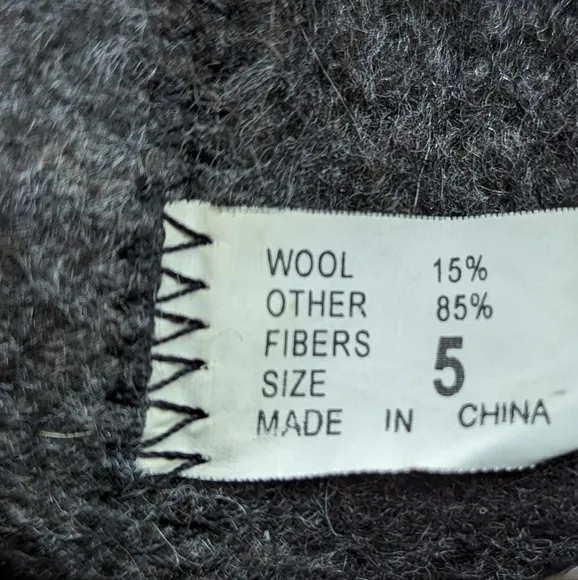 WOOL 15%
OTHER 85%
FIBERS
SIZE 5
MADE IN CHINA